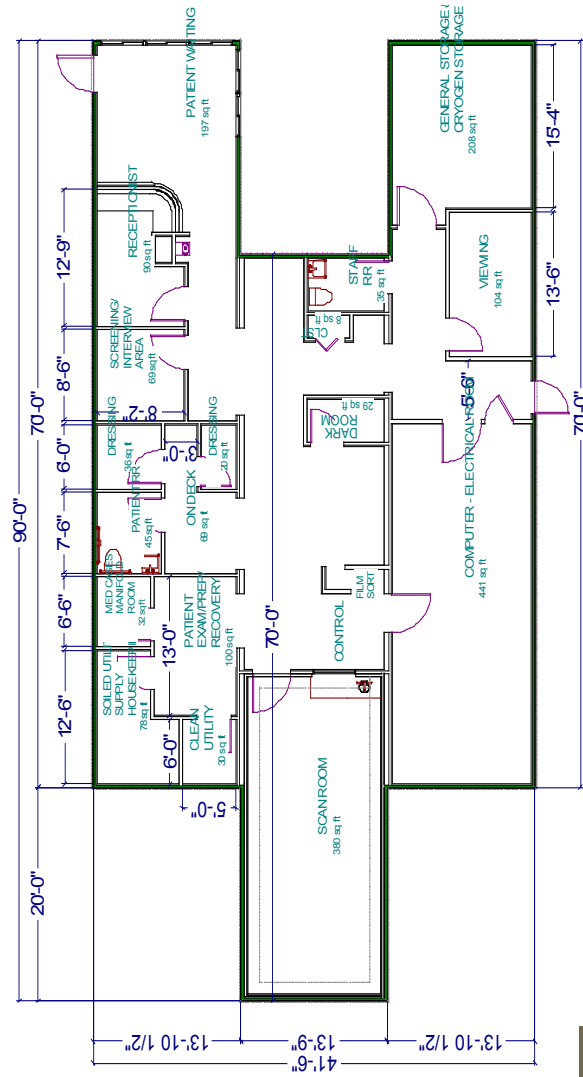 GENERAL STORAGE &
CRYOGEN STORAGE
208 sq ft
PATIENT WAITING
197 sq ft
15'-4"
90'-0"
70'-0"
70'-0"
12'-9"
RECEPTIONIST
90 sq ft
STAFF
RR
35 sq ft
VIEWING
104 sq ft
13'-6"
8'-6"
SCREENING/
INTERVIEW
AREA
69 sq ft
8'-2"
CLST
8 sq ft
5'-6"
DARK
ROOM
29 sq ft
6'-0"
DRESSING
36 sq ft
3'-0"
DRESSING
20 sq ft
7'-6"
PATIENT RR
45 sq ft
ON DECK
69 sq ft
COMPUTER - ELECTRICAL ROOM
441 sq ft
6'-6"
MED GASES
MANIFOLD
ROOM
32 sq ft
13'-0"
PATIENT
EXAM/PREP/
RECOVERY
100 sq ft
70'-0"
CONTROL
FILM
SORT
12'-6"
SOILED UTILIT
SUPPLY
HOUSEKEEPI
78 sq ft
6'-0"
CLEAN
UTILITY
30 sq ft
5'-0"
SCAN ROOM
380 sq ft
20'-0"
13'-10 1/2"
13'-9"
13'-10 1/2"
41'-6"